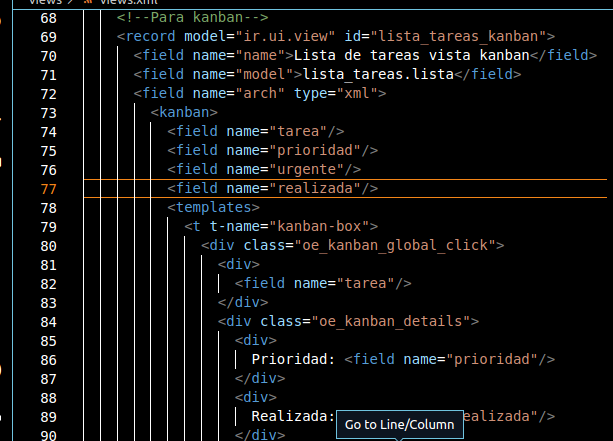 views > views.xml
68 <!--Para kanban-->
69 <record model="ir.ui.view" id="lista_tareas_kanban">
70 <field name="name">Lista de tareas vista kanban</field>
71 <field name="model">lista_tareas.lista</field>
72 <field name="arch" type="xml">
73 <kanban>
74 <field name="tarea"/>
75 <field name="prioridad"/>
76 <field name="urgente"/>
77 <field name="realizada"/>
78 <templates>
79 <t t-name="kanban-box">
80 <div class="oe_kanban_global_click">
81 <div>
82 <field name="tarea"/>
83 </div>
84 <div class="oe_kanban_details">
85 <div>
86 Prioridad: <field name="prioridad"/>
87 </div>
88 <div>
89 Realizada: ealizada"/>
90 </div>
Go to Line/Column